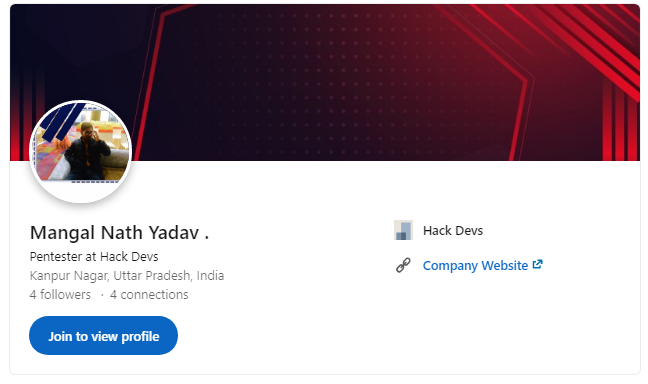 Mangal Nath Yadav .
Pentester at Hack Devs
Kanpur Nagar, Uttar Pradesh, India
4 followers · 4 connections
Join to view profile
Hack Devs
Company Website